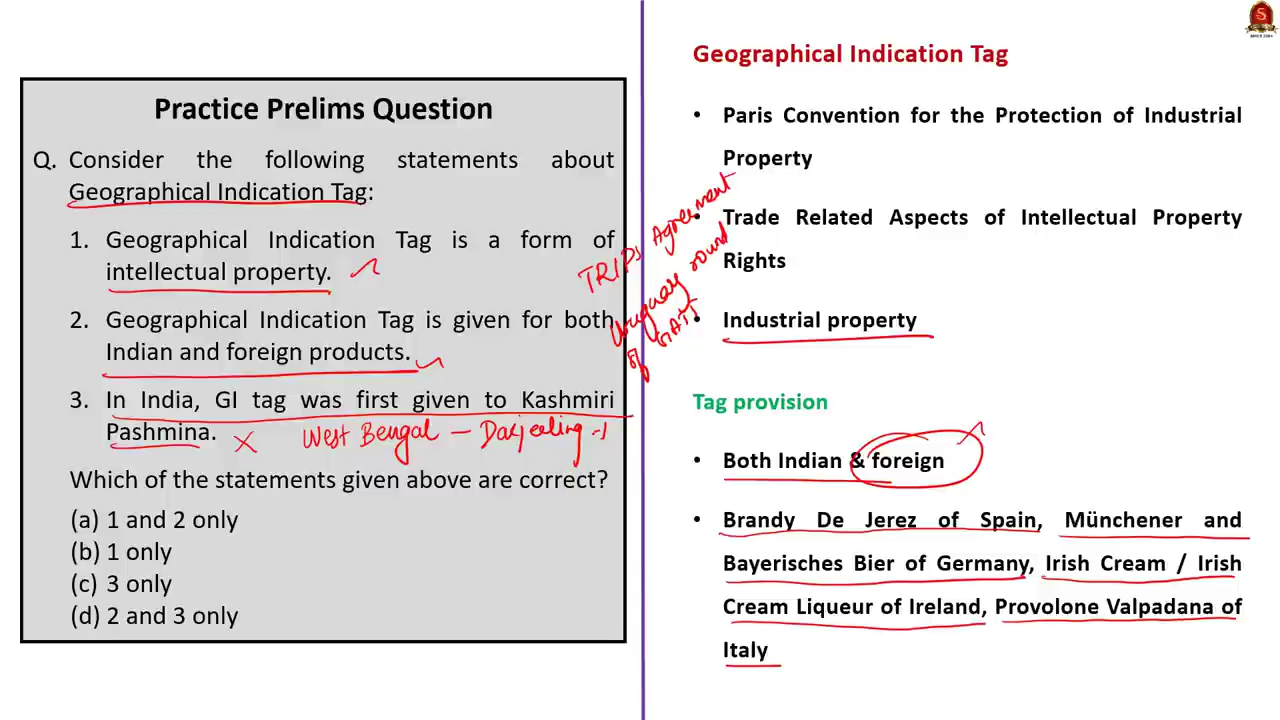 Practice Prelims Question
Q. Consider the following statements about
Geographical Indication Tag:
1. Geographical Indication Tag is a form of
intellectual property.
2. Geographical Indication Tag is given for both
Indian and foreign products.
3. In India, GI tag was first given to Kashmiri
Pashmina.
West Bengal – Darjeeling
Which of the statements given above are correct?
(a) 1 and 2 only
(b) 1 only
(c) 3 only
(d) 2 and 3 only
TRIPs Agreement
Uruguay round
of GATT
Geographical Indication Tag
• Paris Convention for the Protection of Industrial
Property
• Trade Related Aspects of Intellectual Property
Rights
• Industrial property
Tag provision
• Both Indian & foreign
• Brandy De Jerez of Spain, Münchener and
Bayerisches Bier of Germany, Irish Cream / Irish
Cream Liqueur of Ireland, Provolone Valpadana of
Italy